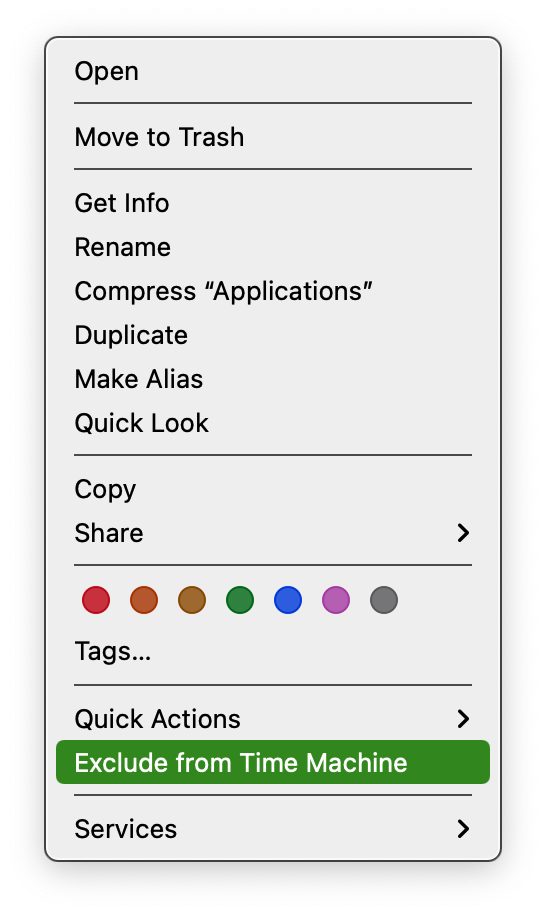 Open
Move to Trash
Get Info
Rename
Compress “Applications”
Duplicate
Make Alias
Quick Look
Copy
Share
Tags...
Quick Actions
Exclude from Time Machine
Services